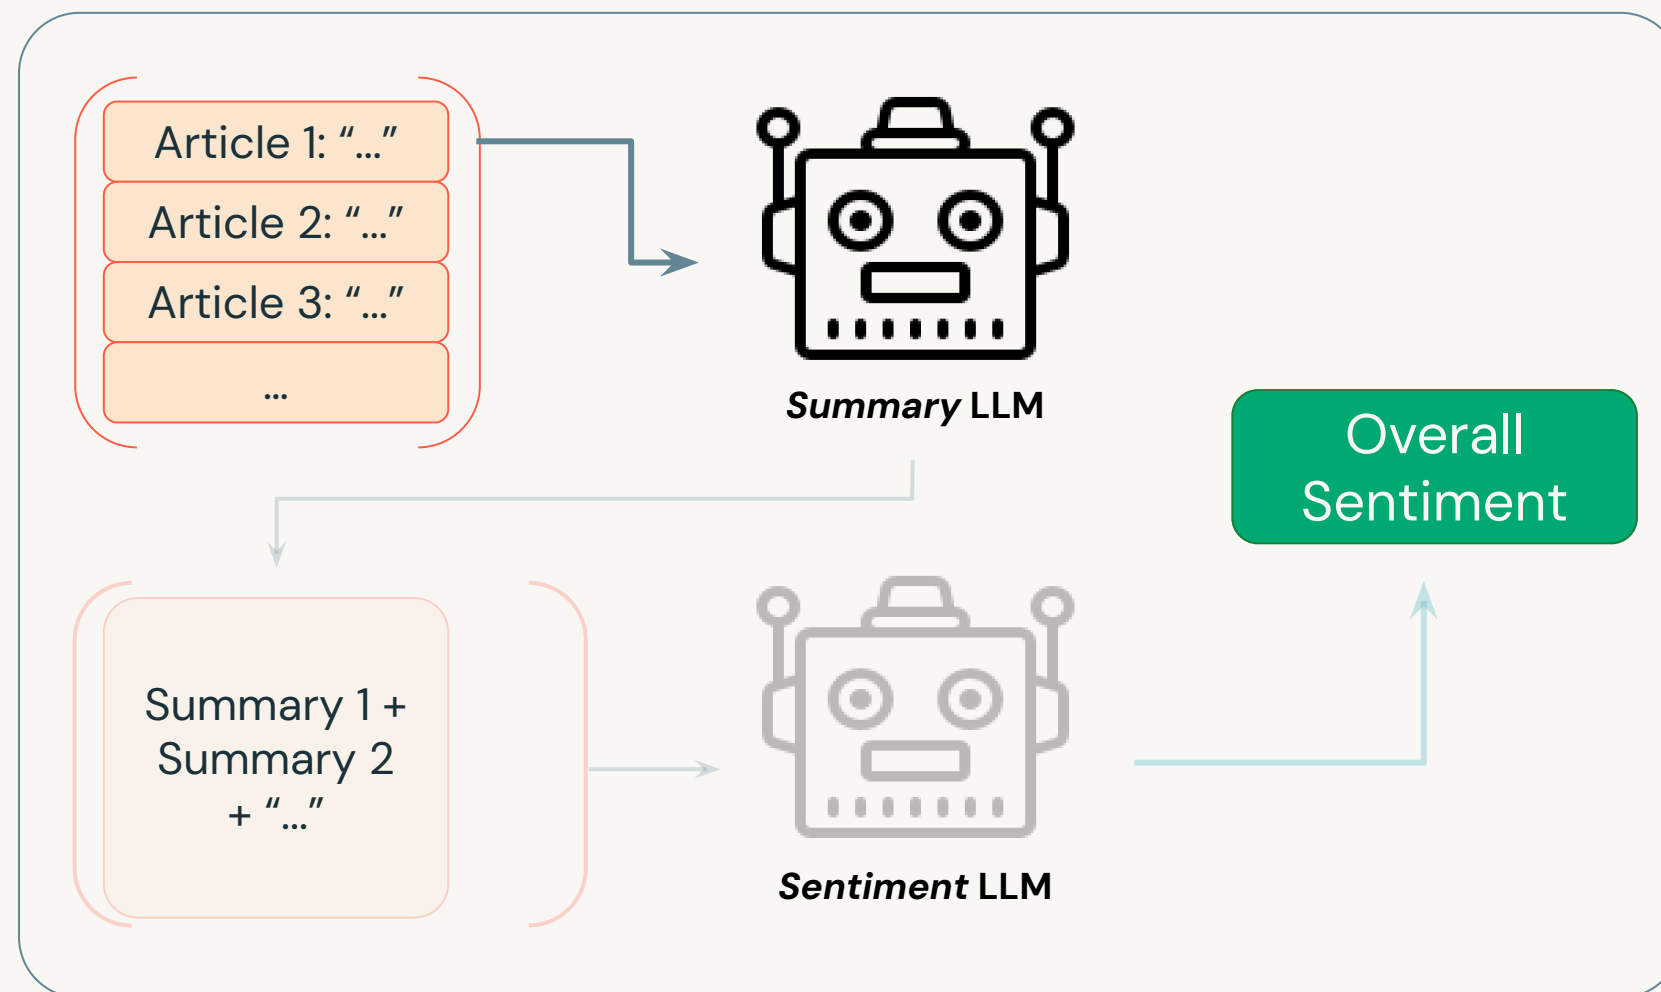 Article 1: “...”
Article 2: “...”
Article 3: “...”
...
Summary LLM
Overall
Sentiment
Summary 1 +
Summary 2
+ “...”
Sentiment LLM